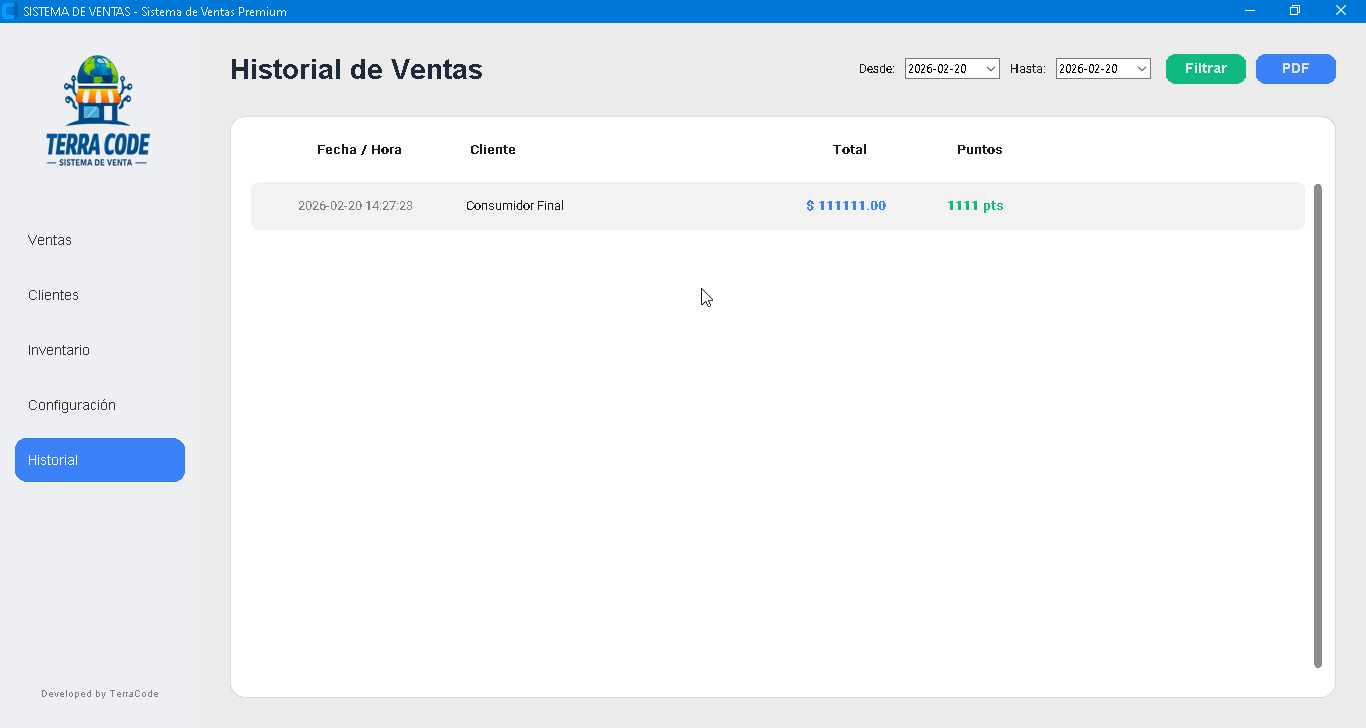 SISTEMA DE VENTAS - Sistema de Ventas Premium
TERRA CODE
SISTEMA DE VENTA
Ventas
Clientes
Inventario
Configuración
Historial
Developed by TerraCode
Historial de Ventas
Desde: 2026-02-20 Hasta: 2026-02-20 Filtrar PDF
Fecha / Hora Cliente Total Puntos
2026-02-20 14:27:23 Consumidor Final $ 111111.00 1111 pts